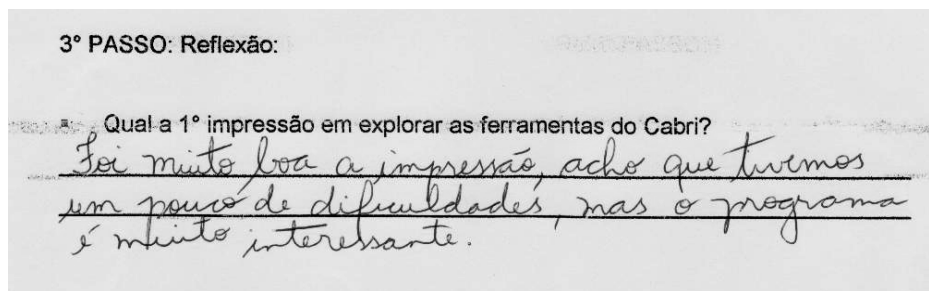 3° PASSO: Reflexão:
Qual a 1° impressão em explorar as ferramentas do Cabri?
Foi muito boa a impressão, acho que tivemos
um pouco de dificuldades, mas o programa
é muito interessante.